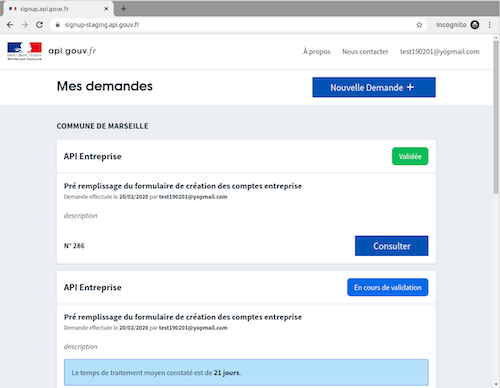 signup-staging.api.gouv.fr
signup-staging.api.gouv.fr
Incognito
api.gouv.fr
À propos
Nous contacter
test190201@yopmail.com
Mes demandes
Nouvelle Demande +
COMMUNE DE MARSEILLE
API Entreprise
Validée
Pré remplissage du formulaire de création des comptes entreprise
Demande effectuée le 20/02/2020 par test190201@yopmail.com
description
N° 286
Consulter
API Entreprise
En cours de validation
Pré remplissage du formulaire de création des comptes entreprise
Demande effectuée le 20/02/2020 par test190201@yopmail.com
description
Le temps de traitement moyen constaté est de 21 jours.